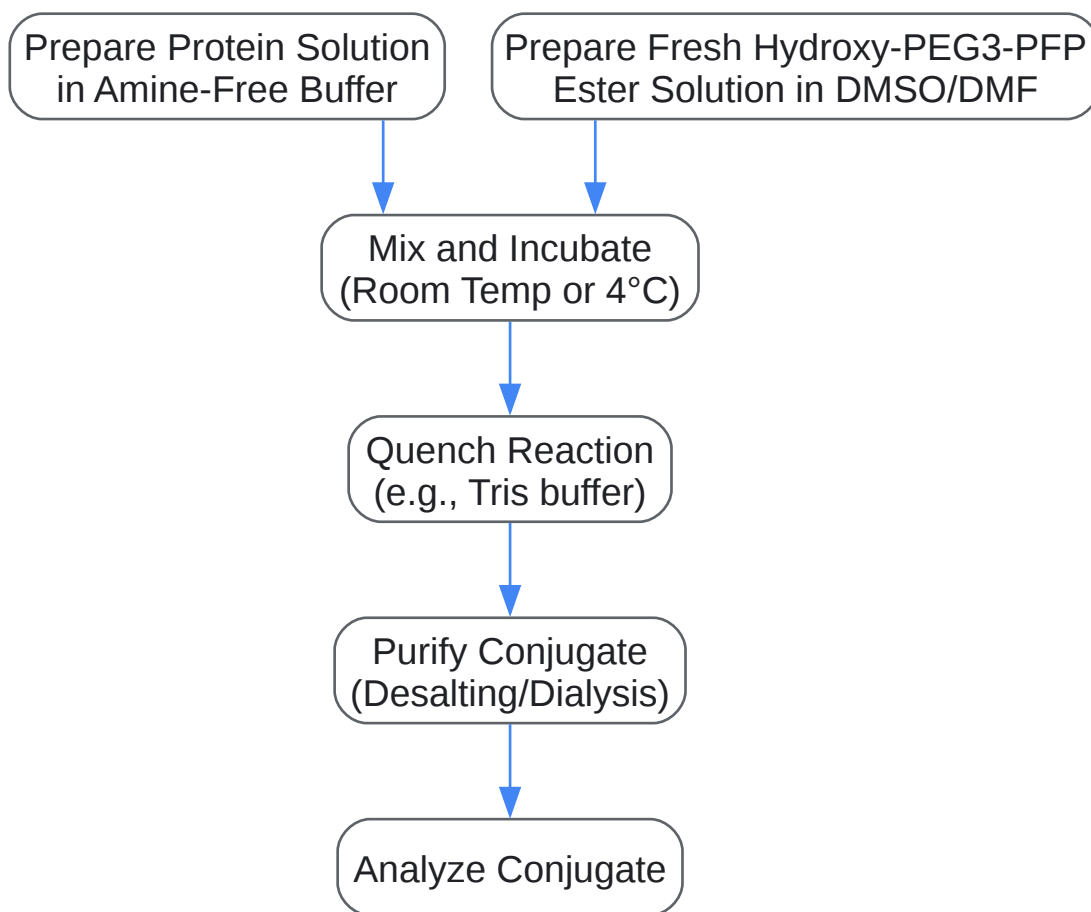 Prepare Protein Solution
in Amine-Free Buffer
Prepare Fresh Hydroxy-PEG3-PFP
Ester Solution in DMSO/DMF
Mix and Incubate
(Room Temp or 4°C)
Quench Reaction
(e.g., Tris buffer)
Purify Conjugate
(Desalting/Dialysis)
Analyze Conjugate